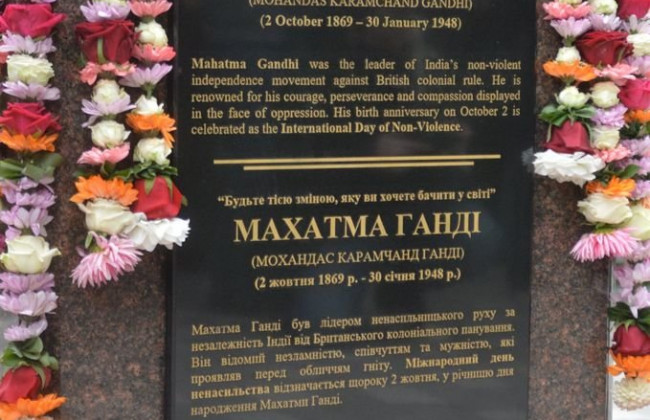 (MOHANDAS KARAMCHAND GANDHI)
(2 October 1869 – 30 January 1948)
Mahatma Gandhi was the leader of India's non-violent
independence movement against British colonial rule. He is
renowned for his courage, perseverance and compassion displayed
in the face of oppression. His birth anniversary on October 2 is
celebrated as the International Day of Non-Violence.
“Будьте тією зміною, яку ви хочете бачити у світі”
МАХАТМА ГАНДІ
(МОХАНДАС КАРАМЧАНД ГАНДІ)
(2 жовтня 1869 р. - 30 січня 1948 р.)
Махатма Ганді був лідером ненасильницького руху за
незалежність Індії від Британського колоніального панування.
Він відомий незламністю, співчуттям та мужністю, які
проявляв перед обличчям гніту. Міжнародний день
ненасильства відзначається щороку 2 жовтня, у річницю дня
народження Махатми Ганді.